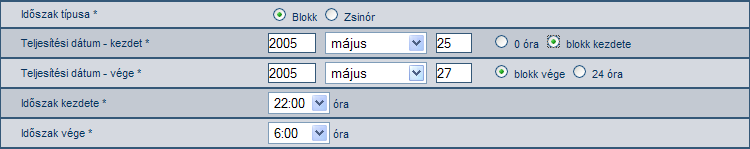 Időszak típusa * Blokk Zsinór
Teljesítési dátum - kezdet * 2005 május 25 0 óra blokk kezdete
Teljesítési dátum - vége * 2005 május 27 blokk vége 24 óra
Időszak kezdete * 22:00 óra
Időszak vége * 6:00 óra